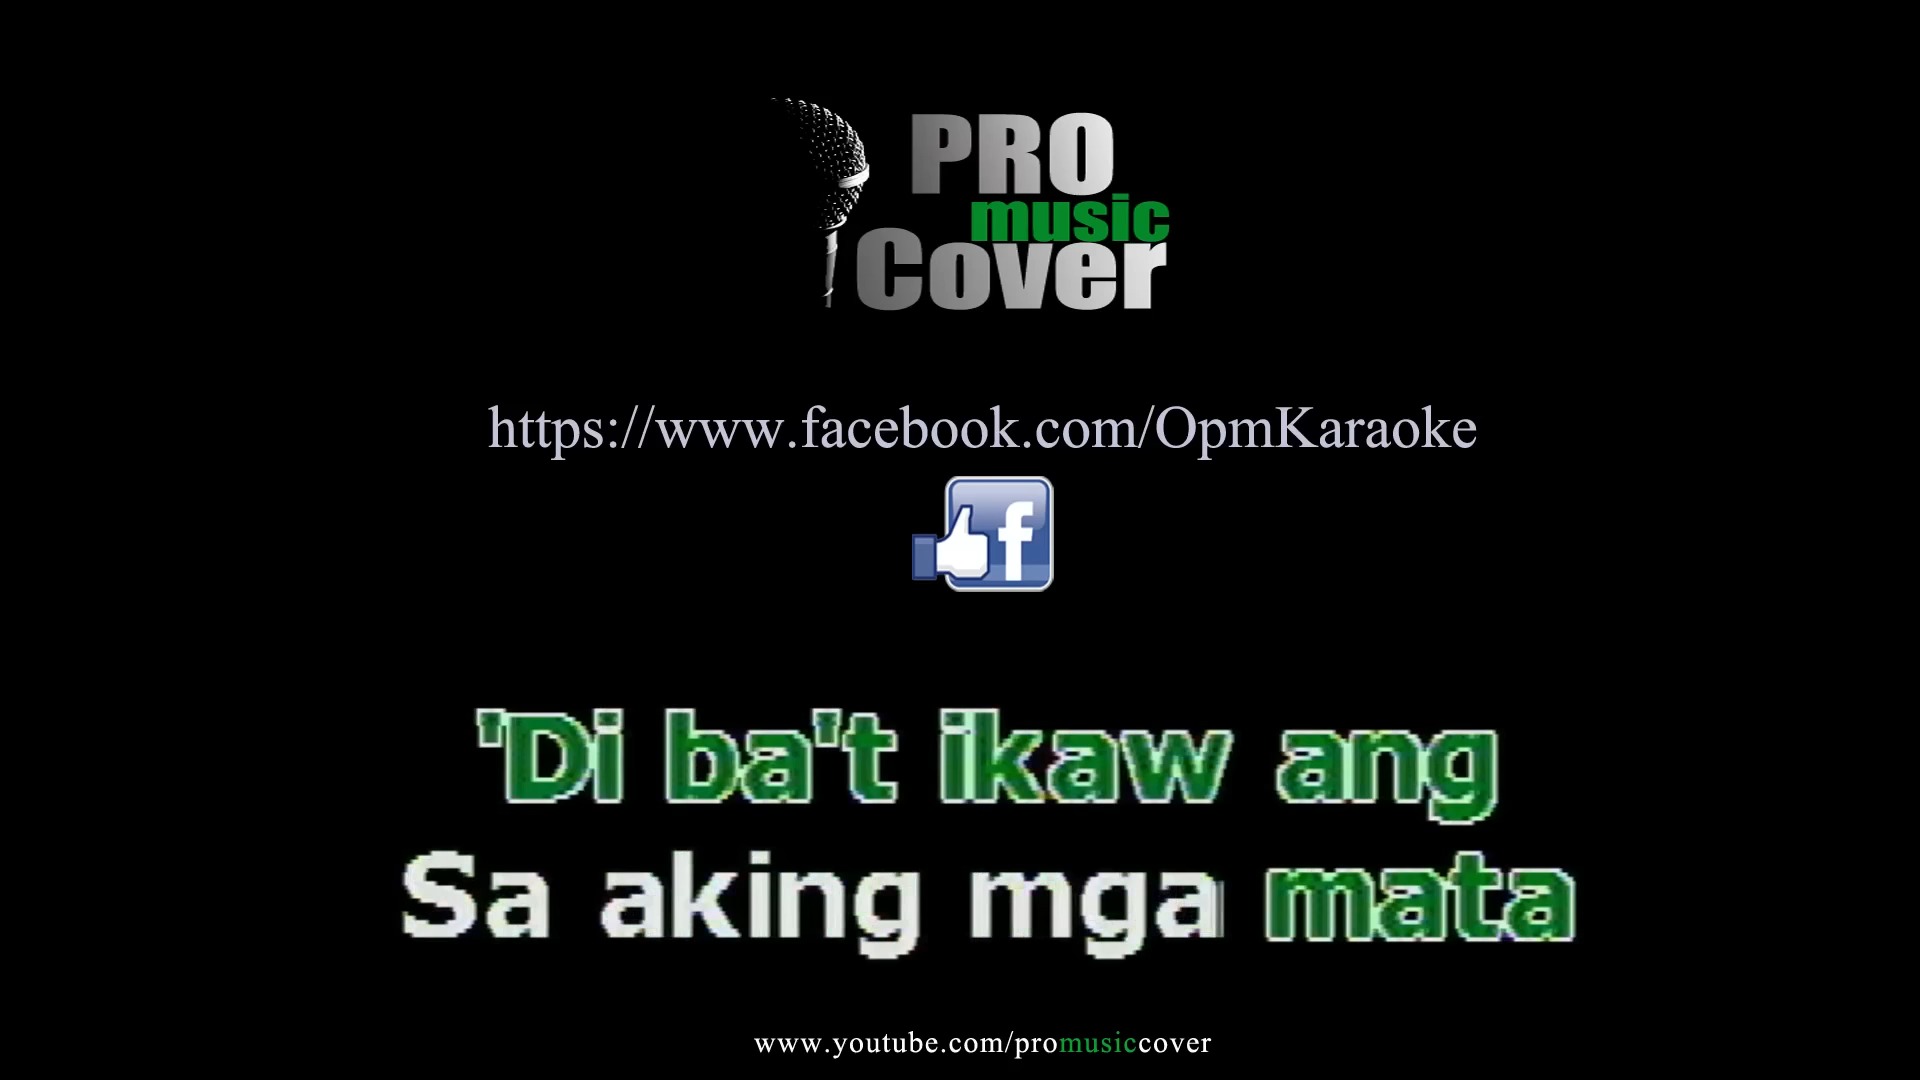 PRO
music
Cover
https://www.facebook.com/OpmKaraoke
f
'Di ba't ikaw ang
Sa aking mga mata
www.youtube.com/promusiccover